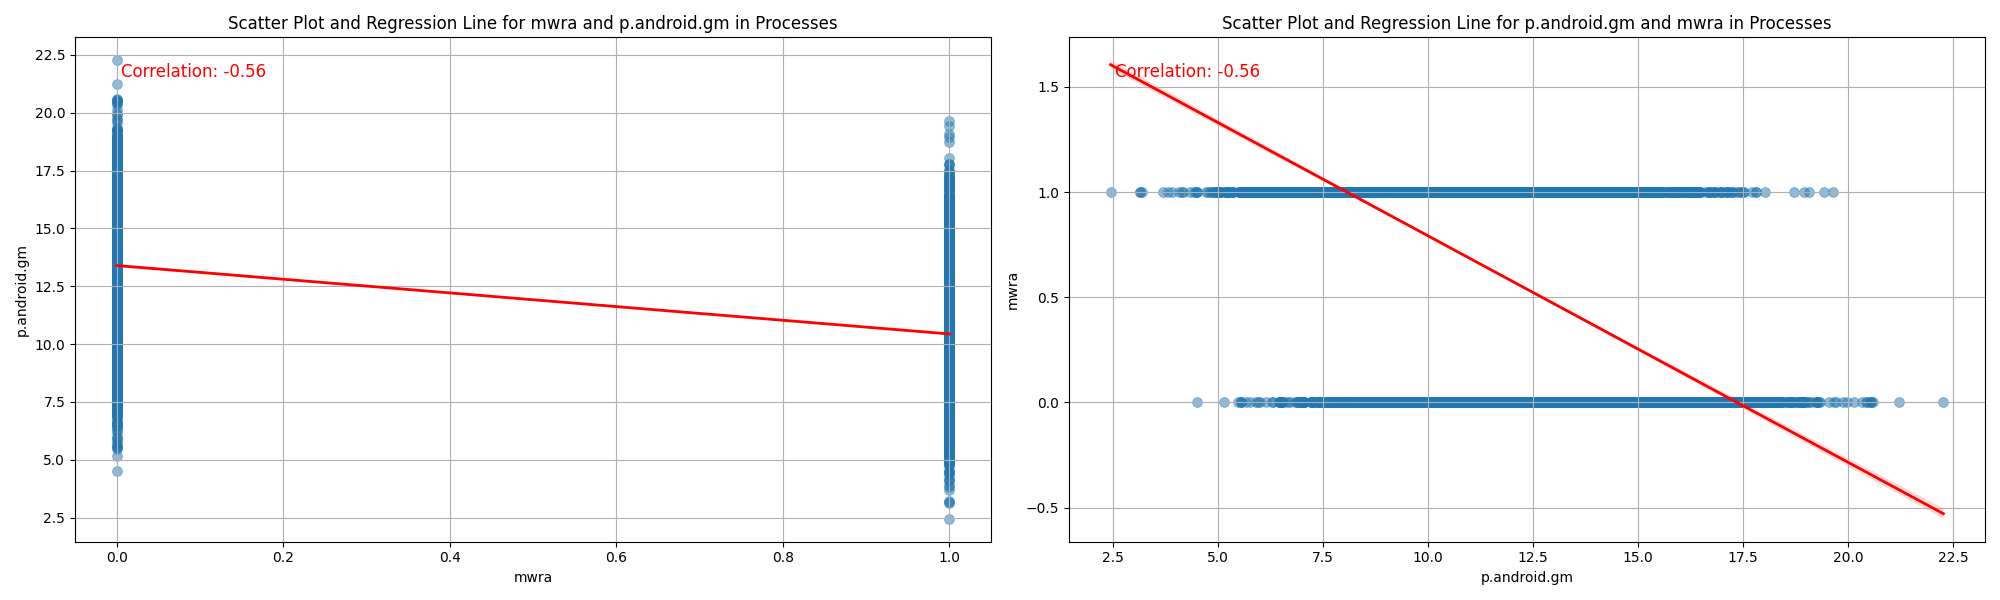 Scatter Plot and Regression Line for mwra and p.android.gm in Processes
Correlation: -0.56
22.5
20.0
17.5
15.0
12.5
10.0
7.5
5.0
2.5
p.android.gm
0.0 0.2 0.4 0.6 0.8 1.0
mwra
Scatter Plot and Regression Line for p.android.gm and mwra in Processes
Correlation: -0.56
1.5
1.0
0.5
0.0
−0.5
mwra
2.5 5.0 7.5 10.0 12.5 15.0 17.5 20.0 22.5
p.android.gm